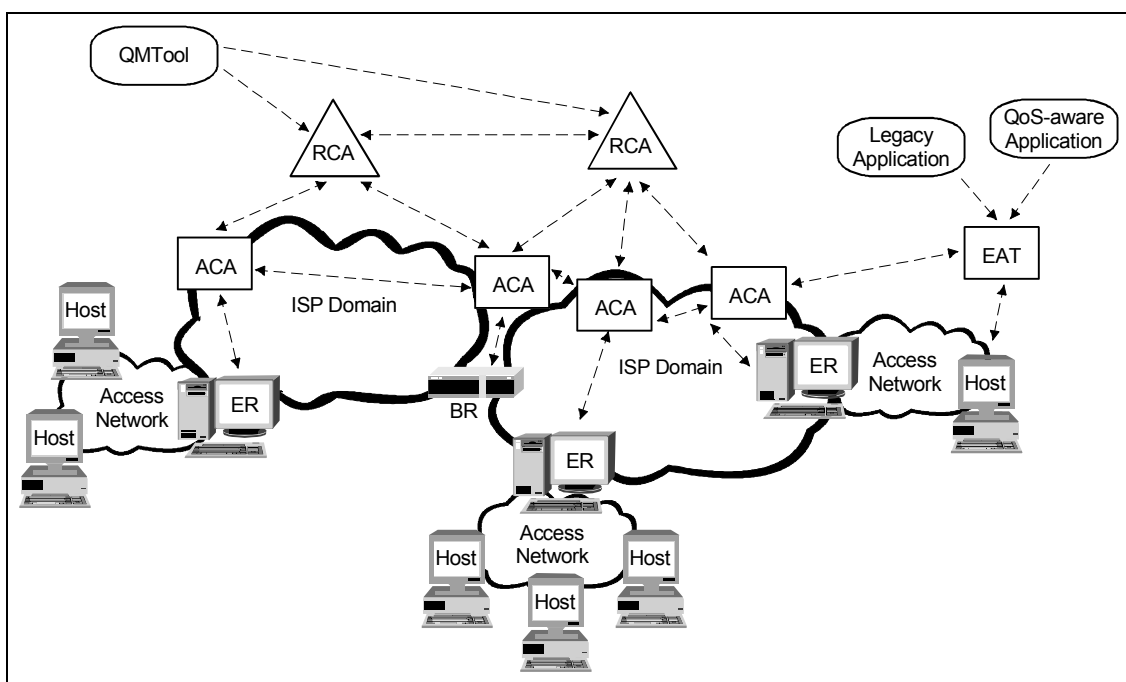 QMTool
RCA
RCA
Legacy
Application
QoS-aware
Application
ACA
ISP Domain
ACA
ACA
ACA
EAT
ISP Domain
Host
Access
Network
Host
ER
BR
ER
Access
Network
Host
ER
Access
Network
Host
Host
Host